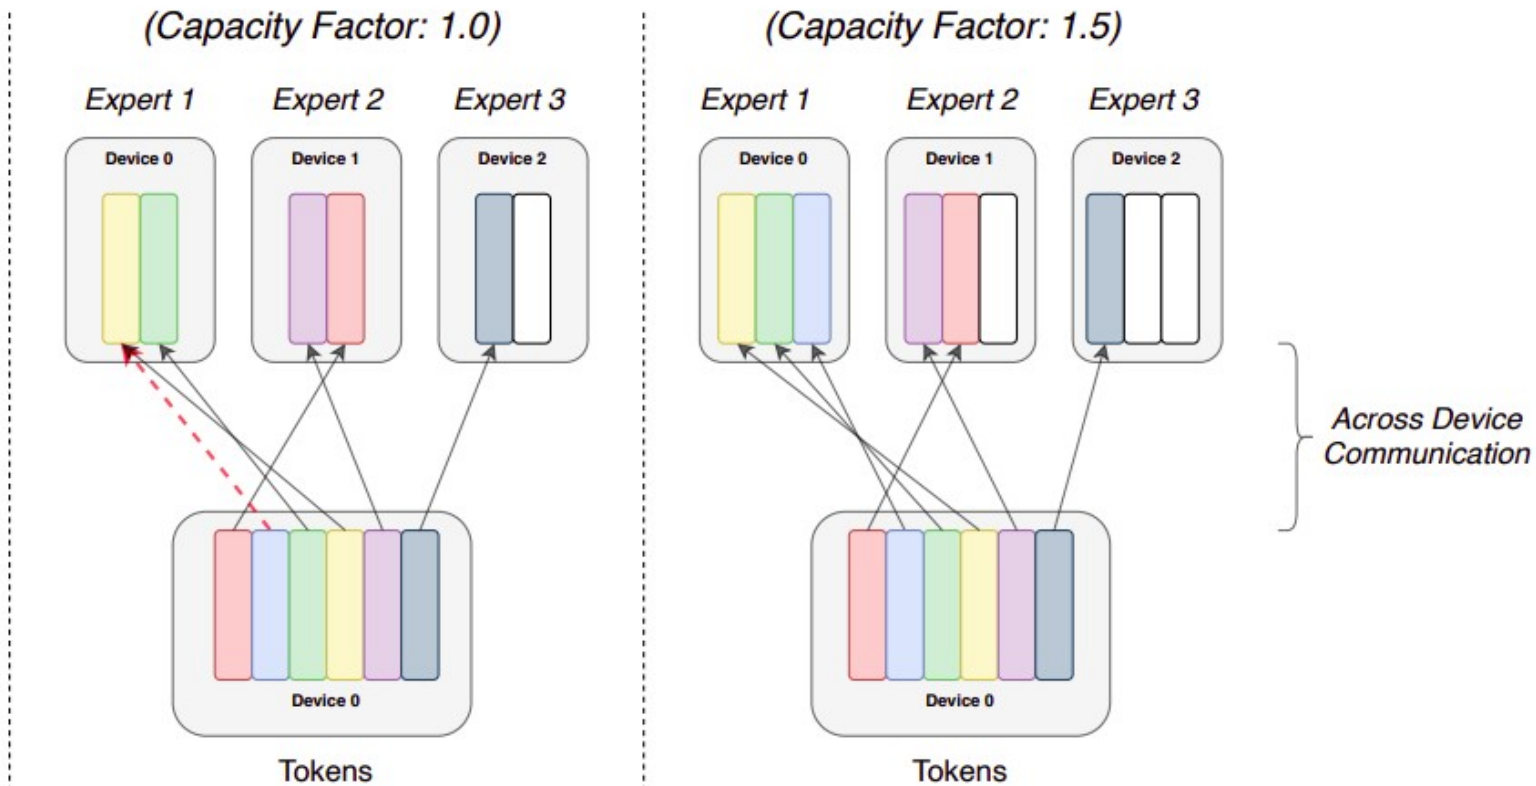 (Capacity Factor: 1.0)
Expert 1
Expert 2
Expert 3
Device 0
Device 1
Device 2
Device 0
Tokens
(Capacity Factor: 1.5)
Expert 1
Expert 2
Expert 3
Device 0
Device 1
Device 2
Device 0
Tokens
Across Device
Communication